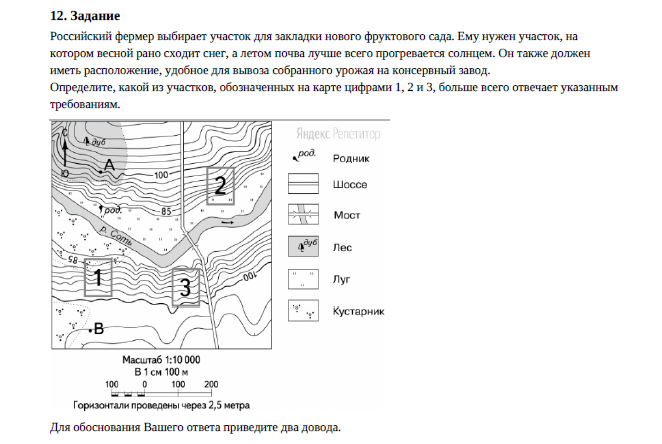 12. Задание
Российский фермер выбирает участок для закладки нового фруктового сада. Ему нужен участок, на
котором весной рано сходит снег, а летом почва лучше всего прогревается солнцем. Он также должен
иметь расположение, удобное для вывоза собранного урожая на консервный завод.
Определите, какой из участков, обозначенных на карте цифрами 1, 2 и 3, больше всего отвечает указанным
требованиям.
Яндекс Репетитор
С
дуб
А
Ю
100
2
род.
85
р. Соть
85
1
3
100
В
род.
Родник
Шоссе
Мост
дуб
Лес
Луг
Кустарник
Масштаб 1:10 000
В 1 см 100 м
100 0 100 200
Горизонтали проведены через 2,5 метра
Для обоснования Вашего ответа приведите два довода.